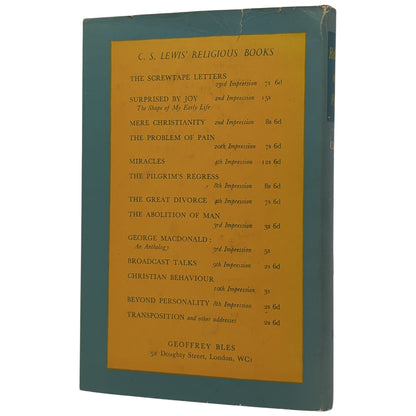 C. S. LEWIS' RELIGIOUS BOOKS
THE SCREWTAPE LETTERS
23rd Impression 7s 6d
SURPRISED BY JOY 2nd Impression 15s
The Shape of My Early Life
MERE CHRISTIANITY 2nd Impression 8s 6d
THE PROBLEM OF PAIN
20th Impression 7s 6d
MIRACLES 4th Impression 12s 6d
THE PILGRIM'S REGRESS
8th Impression 8s 6d
THE GREAT DIVORCE 4th Impression 7s 6d
THE ABOLITION OF MAN
3rd Impression 3s 6d
GEORGE MACDONALD:
An Anthology 3rd Impression 5s
BROADCAST TALKS 9th Impression 2s 6d
CHRISTIAN BEHAVIOUR
10th Impression 3s
BEYOND PERSONALITY 8th Impression 2s 6d
TRANSPOSITION and other addresses 2s 6d
GEOFFREY BLES
52 Doughty Street, London, WC1